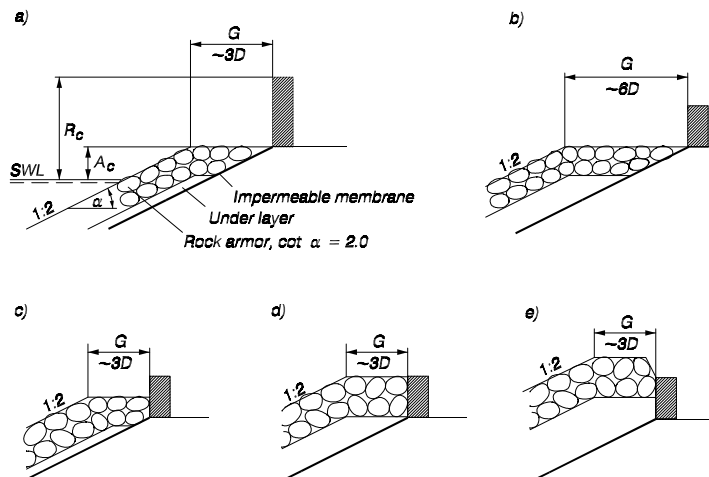 a)
G
~3D
R_c
A_c
SWL
α
1:2
Impermeable membrane
Under layer
Rock armor, cot α = 2.0
b)
G
~6D
1:2
c)
G
~3D
1:2
d)
G
~3D
1:2
e)
G
~3D
1:2